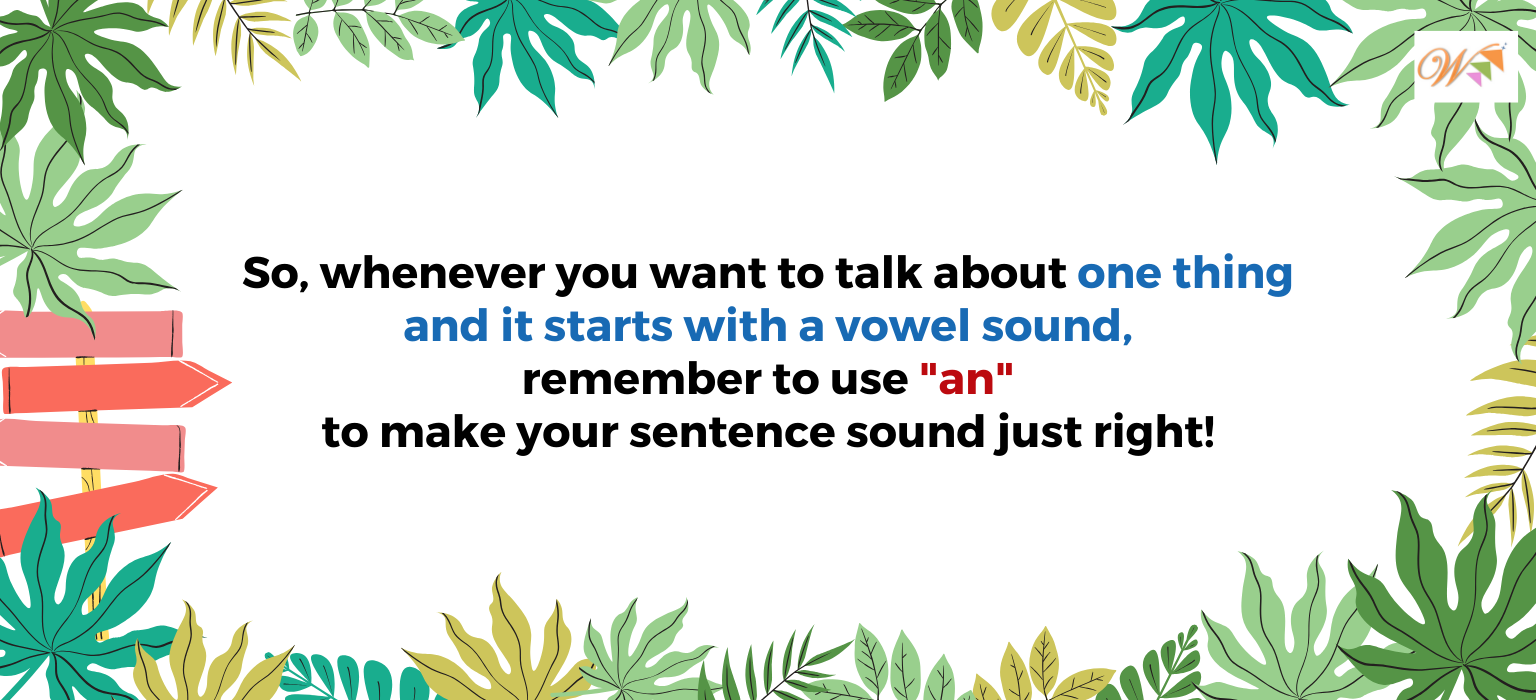 W
So, whenever you want to talk about one thing
and it starts with a vowel sound,
remember to use "an"
to make your sentence sound just right!